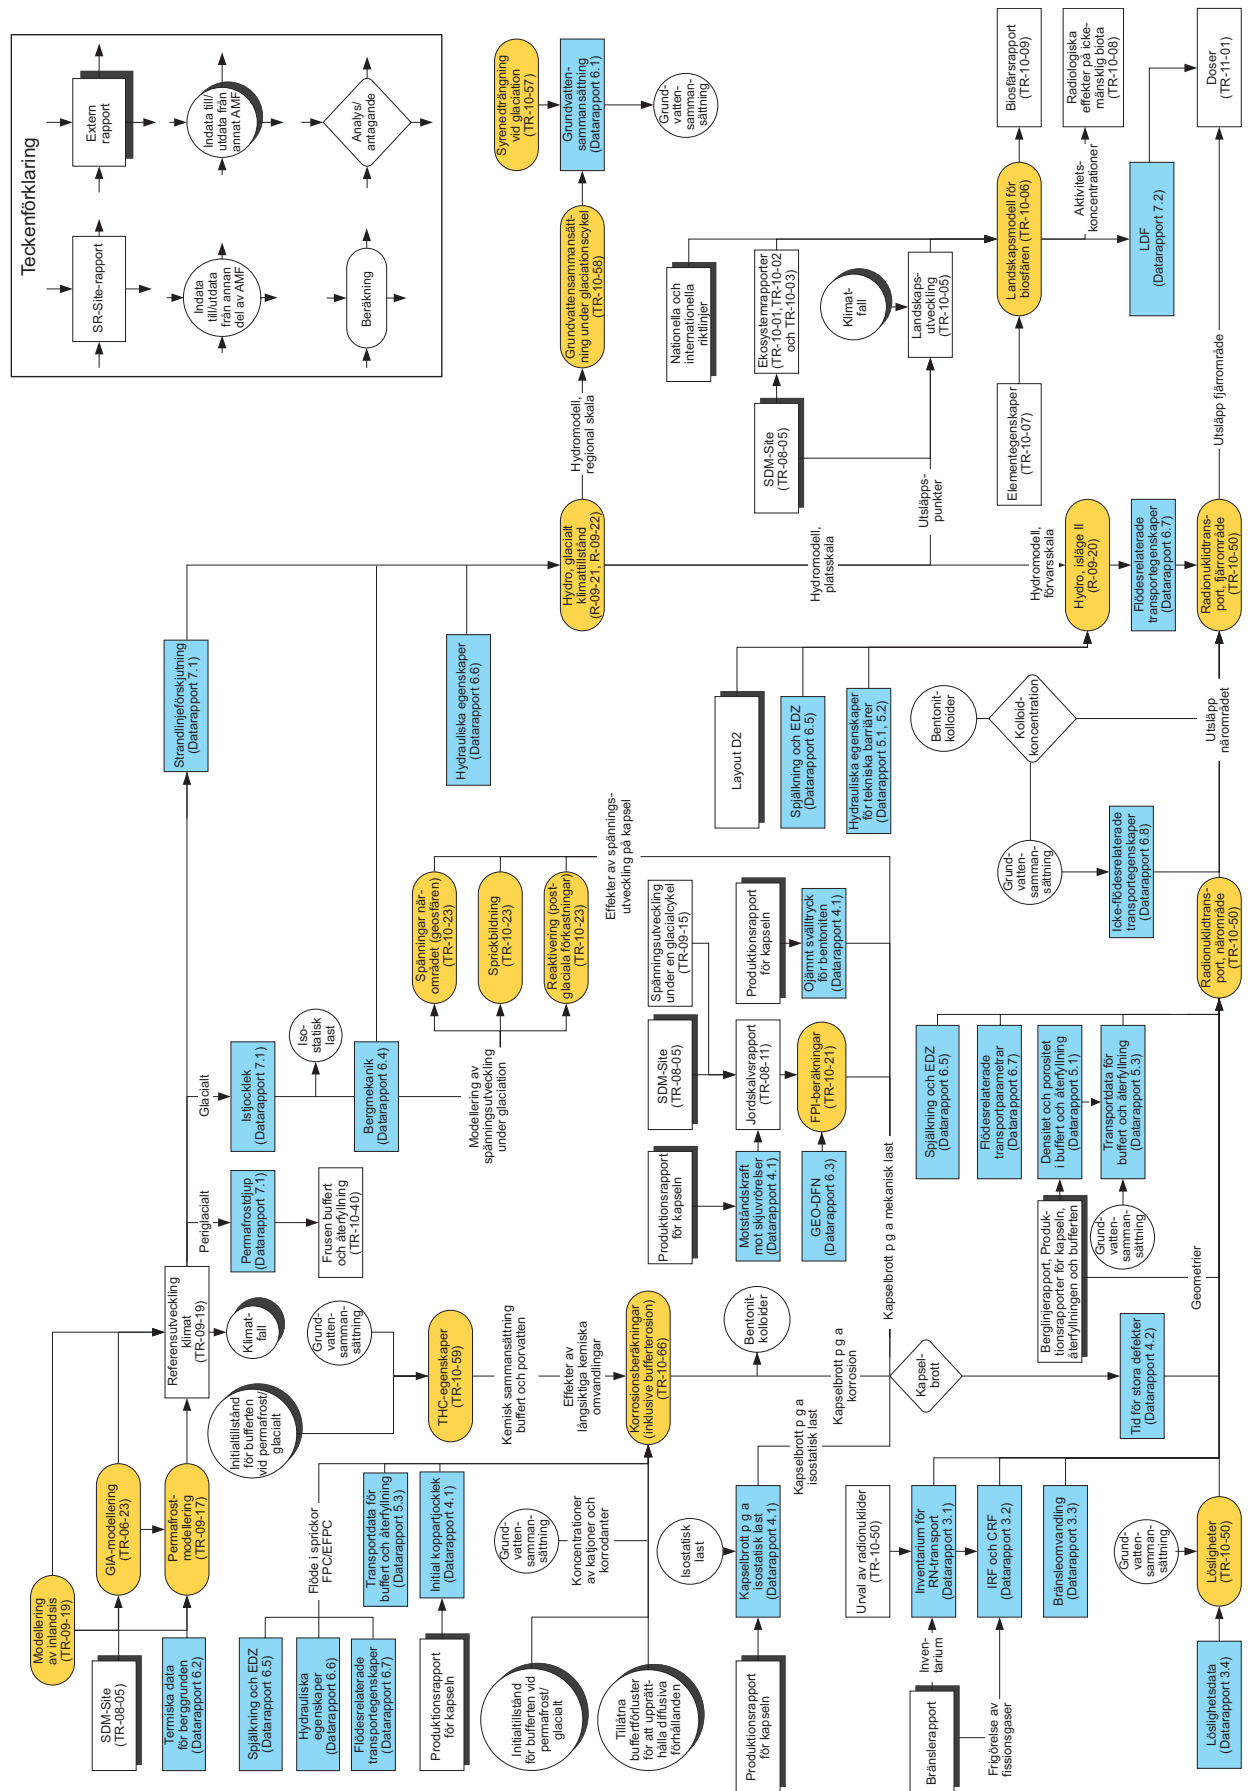 Teckenförklaring
SR-Site-rapport
Extern
rapport
Indata
till/utdata
från annan
del av AMF
Indata till/
utdata från
annat AMF
Beräkning
Analys/
antagande
Modellering
av inlandsis
(TR-09-19)
SDM-Site
(TR-08-05)
Termiska data
för berggrunden
(Datarapport 6.2)
GIA-modellering
(TR-06-23)
Permafrost-
modellering
(TR-09-17)
Referensutveckling
klimat
(TR-09-19)
Klimat-
fall
Periglacialt
Glacialt
Permafrostdjup
(Datarapport 7.1)
Frusen buffert
och återfyllning
(TR-10-40)
Istjocklek
(Datarapport 7.1)
Iso-
statisk
last
Bergmekanik
(Datarapport 6.4)
Strandlinjeförskjutning
(Datarapport 7.1)
Hydrauliska egenskaper
(Datarapport 6.6)
Hydro, glacialt
klimattillstånd
(R-09-21, R-09-22)
Hydromodell,
regional skala
Grundvattensammansätt-
ning under glaciationscykel
(TR-10-58)
Syrenedträngning
vid glaciation
(TR-10-57)
Grundvatten-
sammansättning
(Datarapport 6.1)
Grund-
vatten-
samman-
sättning
Modellering av
spänningsutveckling
under glaciation
Spänningar när-
området (geosfären)
(TR-10-23)
Sprickbildning
(TR-10-23)
Reaktivering (post-
glaciala förkastningar)
(TR-10-23)
Effekter av spännings-
utveckling på kapsel
Initialtillstånd
för bufferten
vid permafrost/
glacialt
Grund-
vatten-
samman-
sättning
THC-egenskaper
(TR-10-59)
Kemisk sammansättning
buffert och porvatten
Effekter av
långsiktiga kemiska
omvandlingar
Spjälkning och EDZ
(Datarapport 6.5)
Hydrauliska
egenskaper
(Datarapport 6.6)
Flödesrelaterade
transportegenskaper
(Datarapport 6.7)
Flöde i sprickor
FPC/EFPC
Transportdata för
buffert och återfyllning
(Datarapport 5.3)
Initial koppartjocklek
(Datarapport 4.1)
Produktionsrapport
för kapseln
Grund-
vatten-
samman-
sättning
Koncentrationer
av katjoner och
korrodanter
Initialtillstånd
för bufferten vid
permafrost/
glacialt
Tillåtna
buffertförluster
för att upprätt-
hålla diffusiva
förhållanden
Korrosionsberäkningar
(inklusive bufferterosion)
(TR-10-66)
Bentonit-
kolloider
Kapselbrott p g a
korrosion
SDM-Site
(TR-08-05)
Spänningsutveckling
under en glacialcykel
(TR-09-15)
Produktionsrapport
för kapseln
Jordskalvsrapport
(TR-08-11)
Motståndskraft
mot skjuvrörelser
(Datarapport 4.1)
GEO-DFN
(Datarapport 6.3)
FPI-beräkningar
(TR-10-21)
Produktionsrapport
för kapseln
Ojämnt svälltryck
för bentoniten
(Datarapport 4.1)
Kapselbrott p g a mekanisk last
Isostatisk
last
Produktionsrapport
för kapseln
Kapselbrott p g a
isostatisk last
(Datarapport 4.1)
Kapselbrott p g a
isostatisk last
Kapsel-
brott
Tid för stora defekter
(Datarapport 4.2)
Urval av radionuklider
(TR-10-50)
Bränslerapport
Inven-
tarium
Frigörelse av
fissionsgaser
Inventarium för
RN-transport
(Datarapport 3.1)
IRF och CRF
(Datarapport 3.2)
Bränsleomvandling
(Datarapport 3.3)
Grund-
vatten-
samman-
sättning
Löslighetsdata
(Datarapport 3.4)
Lösligheter
(TR-10-50)
Spjälkning och EDZ
(Datarapport 6.5)
Flödesrelaterade
transportparametrar
(Datarapport 6.7)
Densitet och porositet
i buffert och återfyllning
(Datarapport 5.1)
Transportdata för
buffert och återfyllning
(Datarapport 5.3)
Berglinjerapport, Produk-
tionsrapporter för kapseln,
återfyllningen och bufferten
Grund-
vatten-
samman-
sättning
Geometrier
Radionuklidtrans-
port, närområde
(TR-10-50)
Icke-flödesrelaterade
transportegenskaper
(Datarapport 6.8)
Grund-
vatten-
samman-
sättning
Bentonit-
kolloider
Kolloid-
koncentration
Utsläpp
närområdet
Layout D2
Spjälkning och EDZ
(Datarapport 6.5)
Hydrauliska egenskaper
för tekniska barriärer
(Datarapport 5.1, 5.2)
Hydromodell,
platsskala
Hydromodell,
förvarsskala
Hydro, isläge II
(R-09-20)
Flödesrelaterade
transportegenskaper
(Datarapport 6.7)
Radionuklidtrans-
port, fjärrområde
(TR-10-50)
Utsläpp fjärrområde
Utsläpps-
punkter
Nationella och
internationella
riktlinjer
SDM-Site
(TR-08-05)
Ekosystemrapporter
(TR-10-01, TR-10-02
och TR-10-03)
Klimat-
fall
Landskaps-
utveckling
(TR-10-05)
Elementegenskaper
(TR-10-07)
Landskapsmodell för
biosfären (TR-10-06)
Biosfärsrapport
(TR-10-09)
Aktivitets-
koncentrationer
Radiologiska
effekter på icke-
mänsklig biota
(TR-10-08)
LDF
(Datarapport 7.2)
Doser
(TR-11-01)